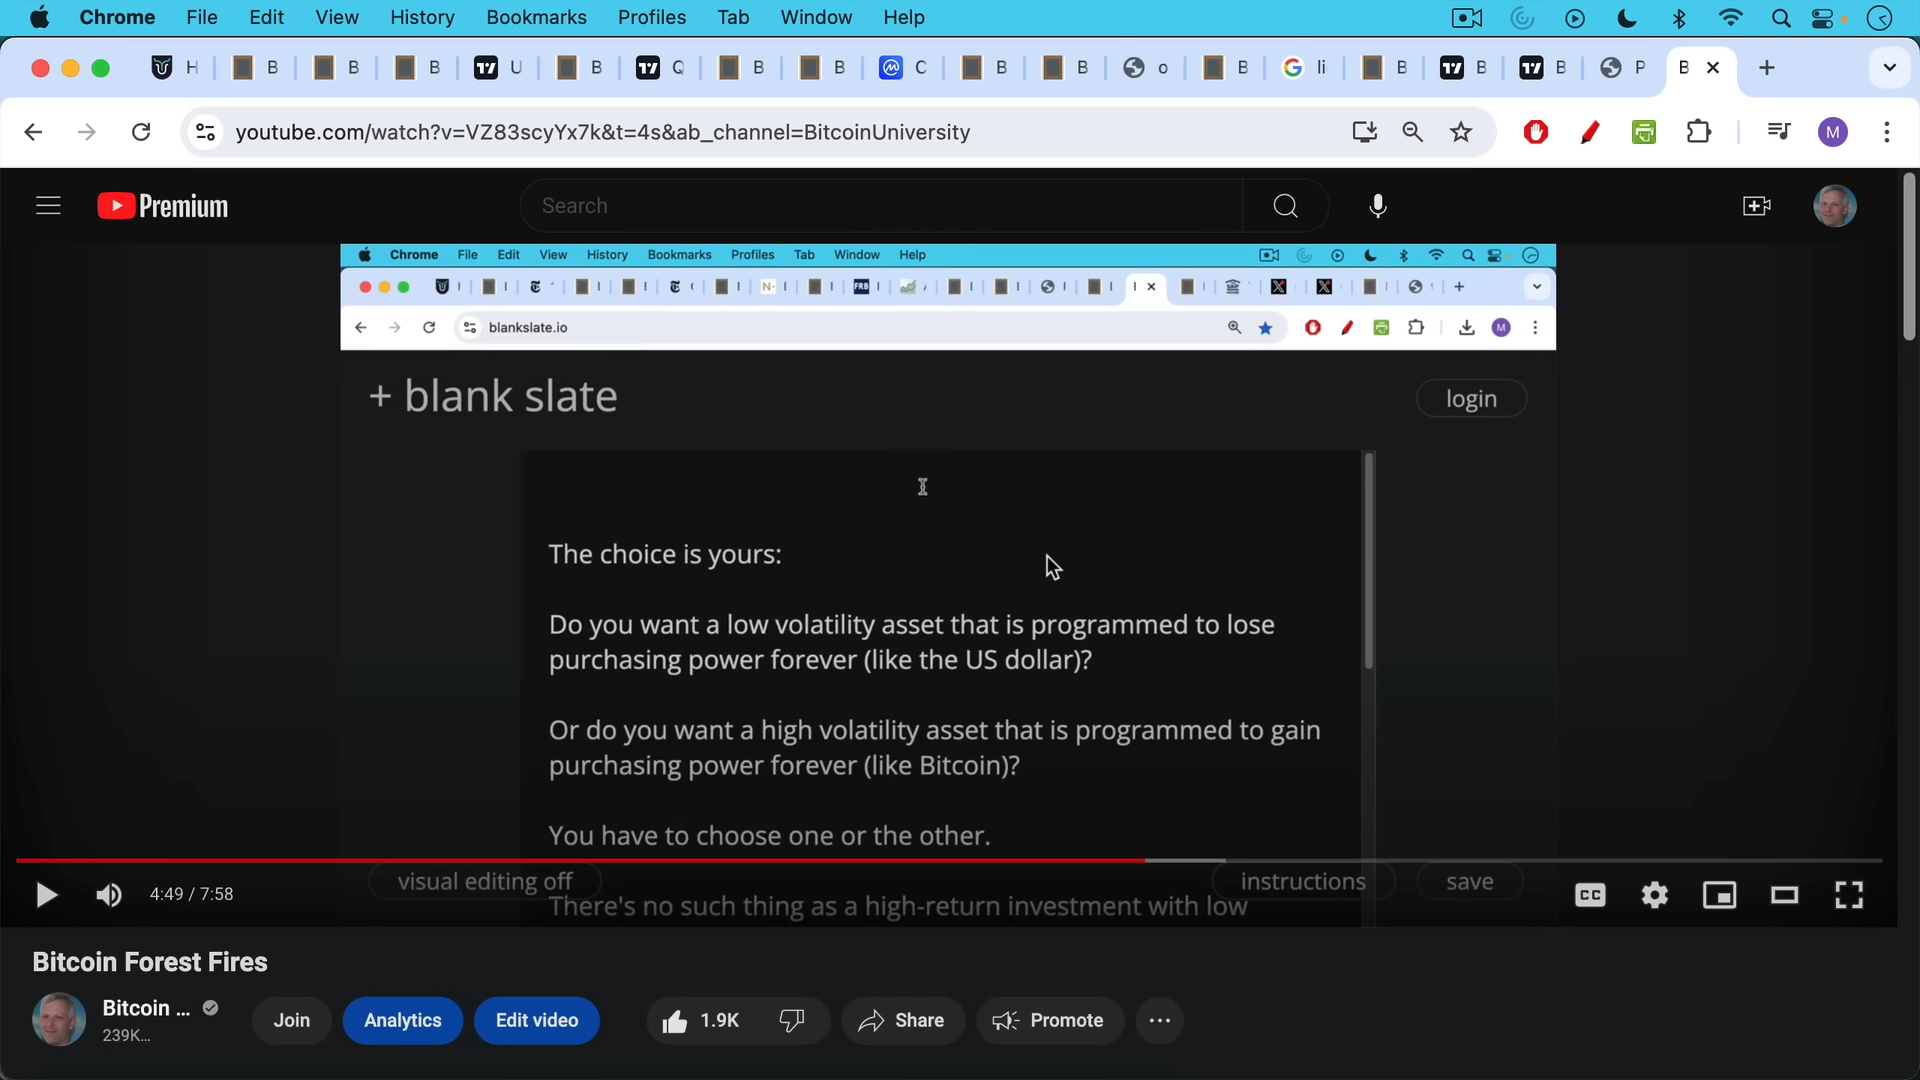 Chrome File Edit View History Bookmarks Profiles Tab Window Help
H B B B U B Q B B C B B o B li B B B P B
youtube.com/watch?v=VZ83scyYx7k&t=4s&ab_channel=BitcoinUniversity
M
Premium
Search
Chrome File Edit View History Bookmarks Profiles Tab Window Help
FRB
blankslate.io
M
+ blank slate
login
The choice is yours:
Do you want a low volatility asset that is programmed to lose
purchasing power forever (like the US dollar)?
Or do you want a high volatility asset that is programmed to gain
purchasing power forever (like Bitcoin)?
You have to choose one or the other.
visual editing off
instructions
save
There's no such thing as a high-return investment with low
4:49 / 7:58
CC
Bitcoin Forest Fires
Bitcoin ...
239K...
Join
Analytics
Edit video
1.9K
Share
Promote